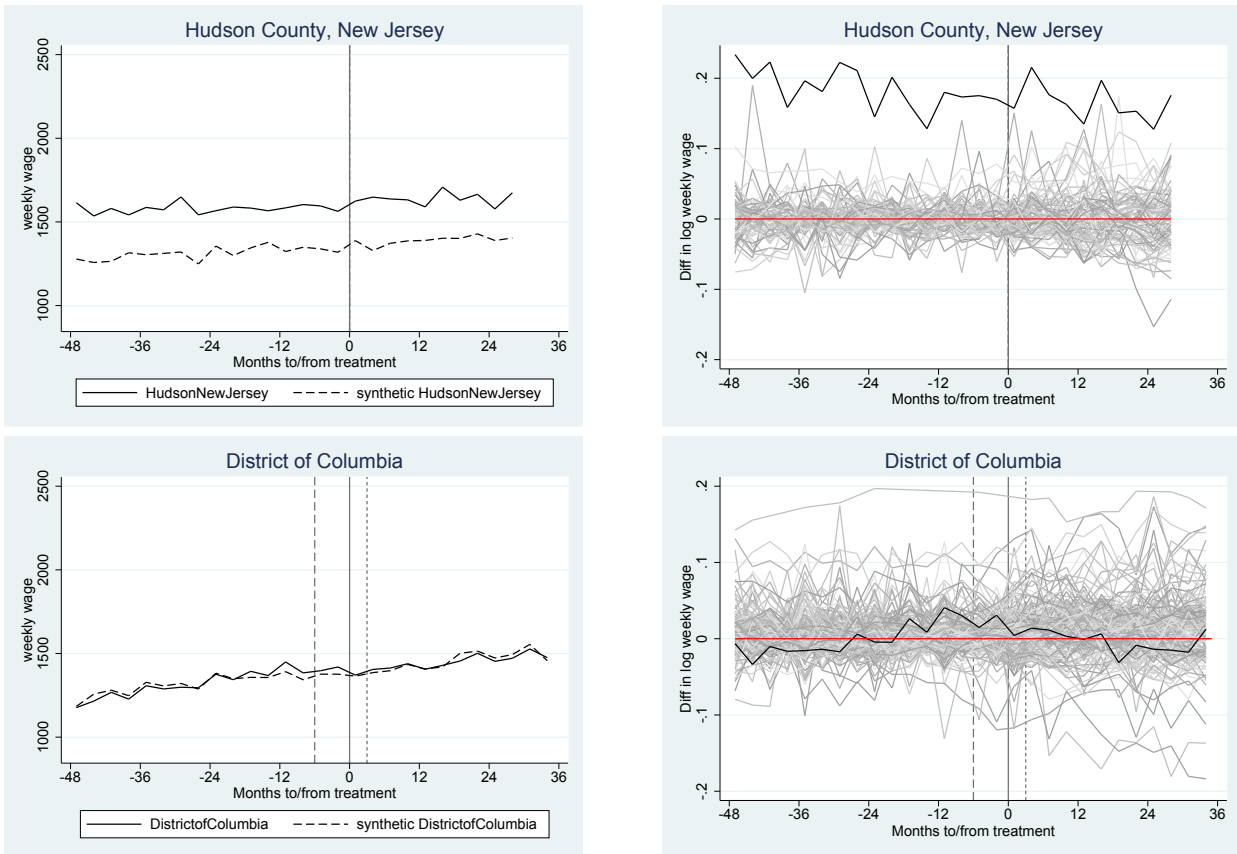 Hudson County, New Jersey
weekly wage
2500
2000
1500
1000
-48 -36 -24 -12 0 12 24 36
Months to/from treatment
HudsonNewJersey synthetic HudsonNewJersey
Hudson County, New Jersey
Diff in log weekly wage
.2
.1
0
-.1
-.2
-48 -36 -24 -12 0 12 24 36
Months to/from treatment
District of Columbia
weekly wage
2500
2000
1500
1000
-48 -36 -24 -12 0 12 24 36
Months to/from treatment
DistrictofColumbia synthetic DistrictofColumbia
District of Columbia
Diff in log weekly wage
.2
.1
0
-.1
-.2
-48 -36 -24 -12 0 12 24 36
Months to/from treatment